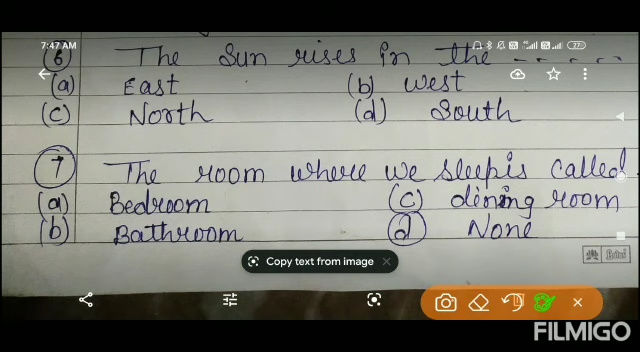 7:47 AM
27
(6) The Sun rises in the - - - - -
(a) East (b) west
(c) North (d) South
(7) The room where we sleep is called
(a) Bedroom (c) dining room
(b) Bathroom (d) None
Copy text from image
FILMIGO